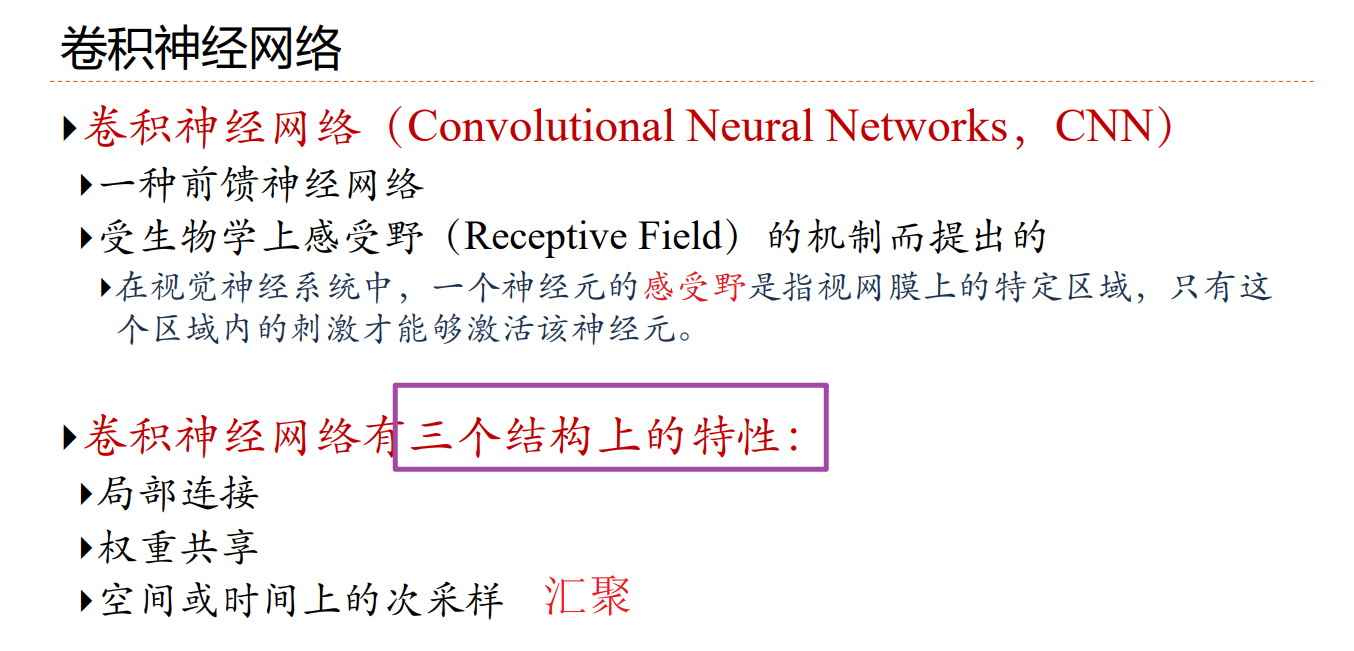 卷积神经网络
卷积神经网络（Convolutional Neural Networks，CNN）
一种前馈神经网络
受生物学上感受野（Receptive Field）的机制而提出的
在视觉神经系统中，一个神经元的感受野是指视网膜上的特定区域，只有这
个区域内的刺激才能够激活该神经元。
卷积神经网络有三个结构上的特性：
局部连接
权重共享
空间或时间上的次采样 汇聚